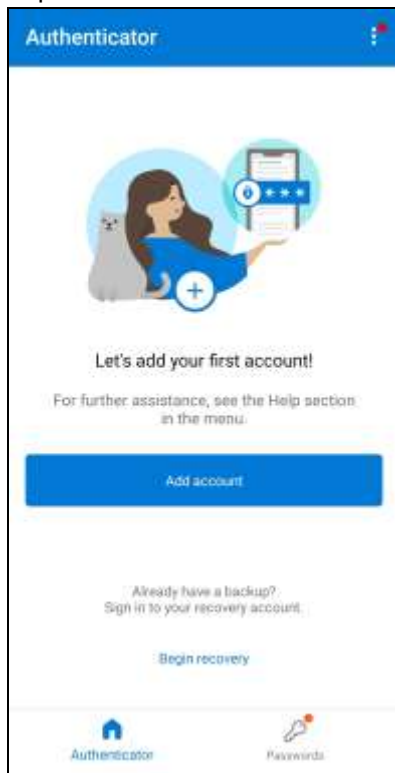 Authenticator
***
Let's add your first account!
For further assistance, see the Help section
in the menu.
Add account
Already have a backup?
Sign in to your recovery account.
Begin recovery
Authenticator
Passwords